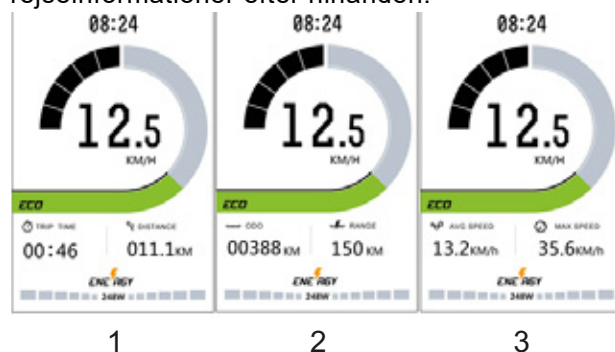 rejseinformationer efter hinanden.
08:24
12.5
KM/H
ECO
TRIP TIME DISTANCE
00:46 011.1KM
ENERGY
248W
1
08:24
12.5
KM/H
ECO
ODO RANGE
00388KM 150KM
ENERGY
248W
2
08:24
12.5
KM/H
ECO
AVG SPEED MAX SPEED
13.2KM/h 35.6KM/h
ENERGY
248W
3